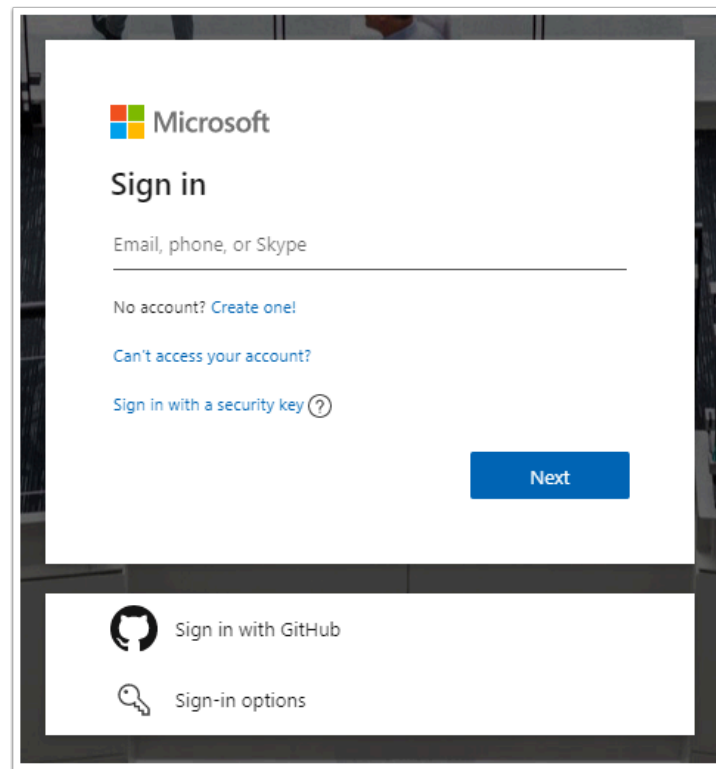 Microsoft
Sign in
Email, phone, or Skype
No account? Create one!
Can't access your account?
Sign in with a security key
Next
Sign in with GitHub
Sign-in options